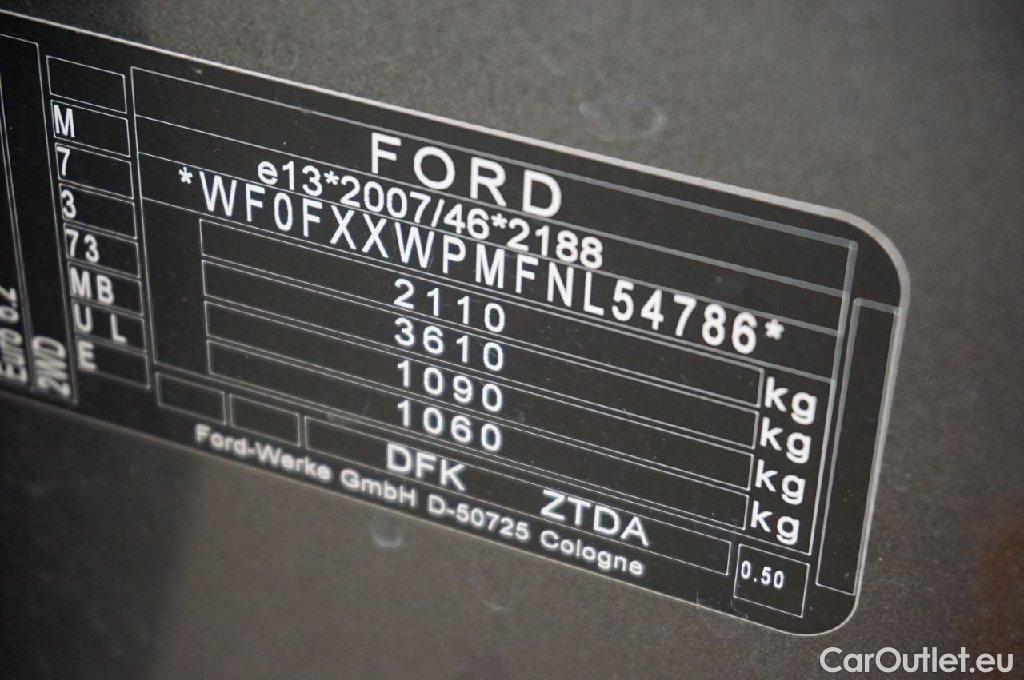 FORD
e13*2007/46*2188
*WF0FXXWPMFNL54786*
2110 kg
3610 kg
1090 kg
1060 kg
DFK ZTDA
0.50
Ford-Werke GmbH D-50725 Cologne
M
7
3
73
MB
U L
E
2WD
CarOutlet.eu